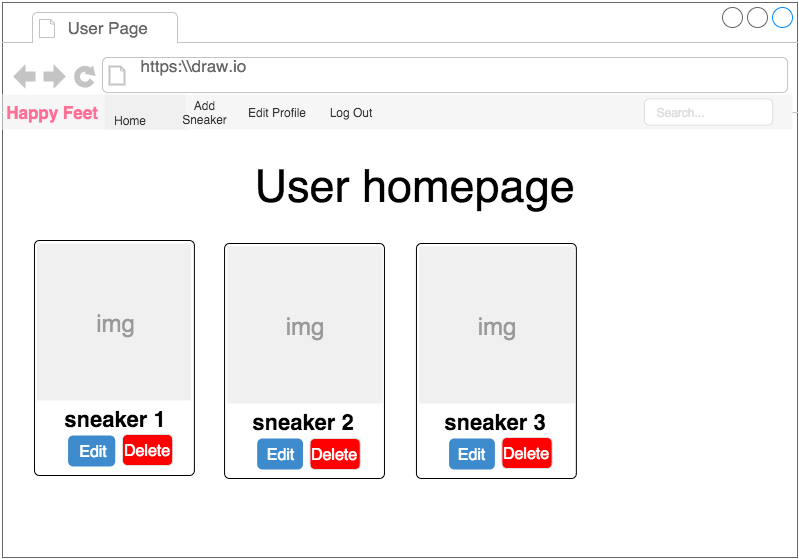 User Page
https:\\draw.io
Happy Feet
Home
Add
Sneaker
Edit Profile
Log Out
Search...
User homepage
img
img
img
sneaker 1
sneaker 2
sneaker 3
Edit
Delete
Edit
Delete
Edit
Delete